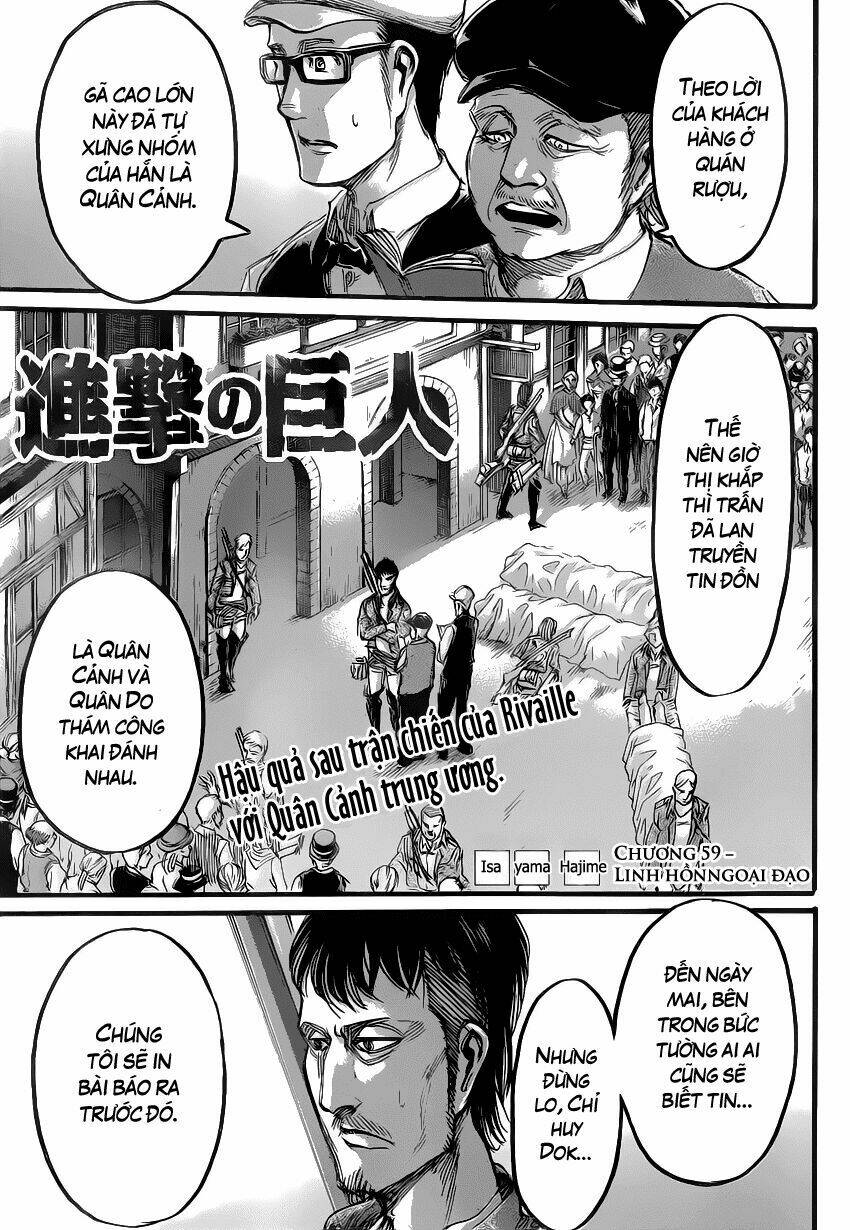 THEO LỜI
CỦA KHÁCH
HÀNG Ở
QUÁN
RƯỢU,
GÃ CAO LỚN
NÀY ĐÃ TỰ
XƯNG NHÓM
CỦA HẮN LÀ
QUÂN CẢNH.
進撃の巨人
THẾ
NÊN GIỜ
THỊ KHẮP
THÌ TRẤN
ĐÃ LAN
TRUYỀN
TIN ĐỒN
LÀ QUÂN
CẢNH VÀ
QUÂN DO
THÁM CÔNG
KHAI ĐÁNH
NHAU.
Hậu quả sau trận chiến của Rivaille
với Quân Cảnh trung ương.
Isa yama Hajime
CHƯƠNG 59 –
LINH HỒNNGOẠI ĐẠO
ĐẾN NGÀY
MAI, BÊN
TRONG BỨC
TƯỜNG AI AI
CŨNG SẼ
BIẾT TIN...
NHƯNG
ĐỪNG
LO, CHỈ
HUY
DOK...
CHÚNG
TÔI SẼ IN
BÀI BÁO RA
TRƯỚC ĐÓ.